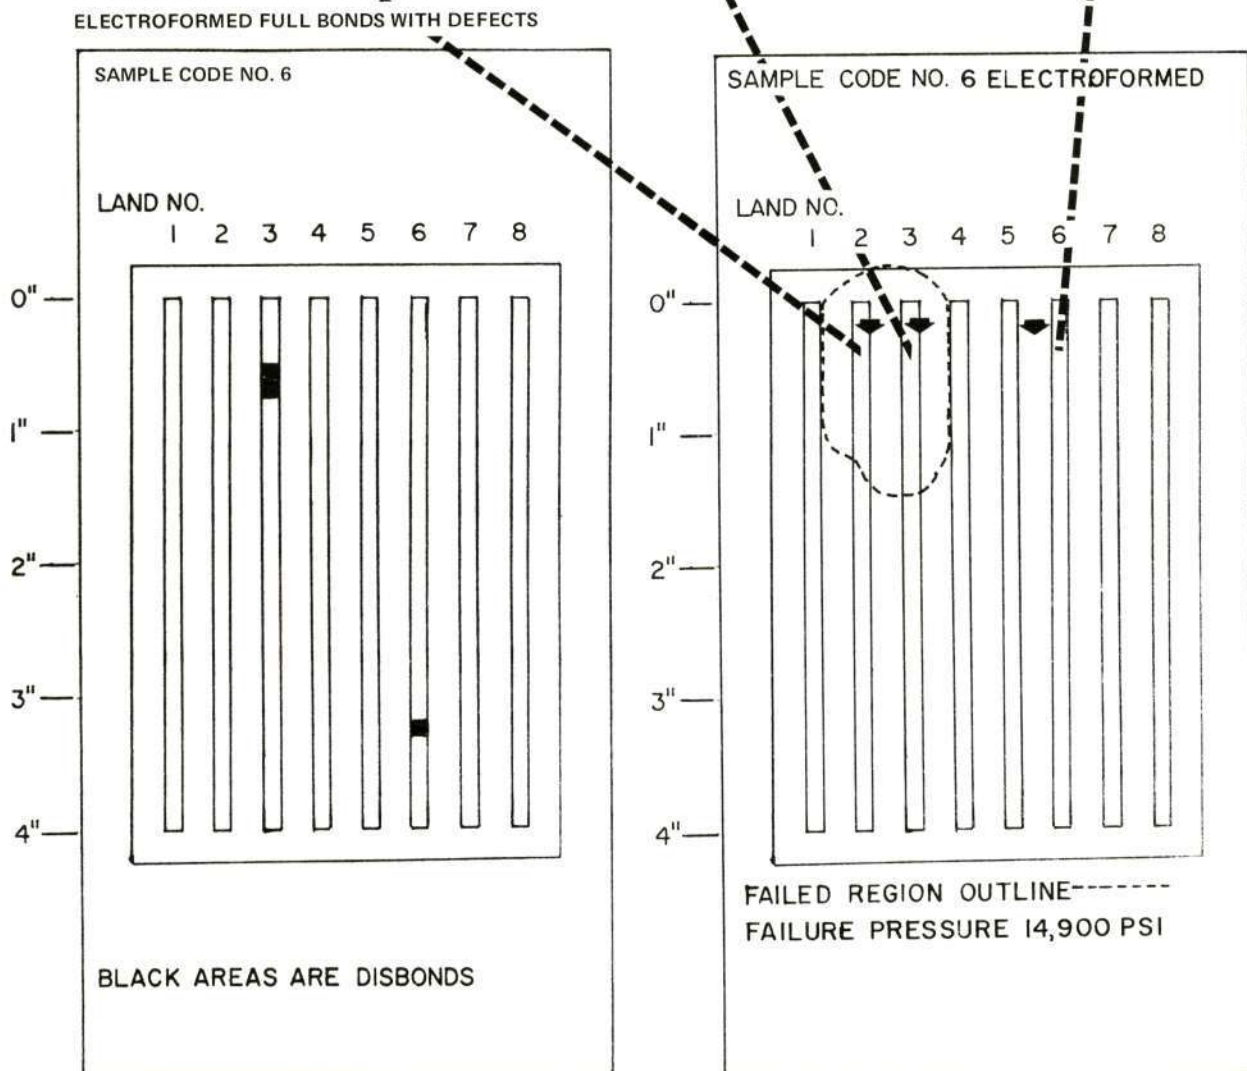 ELECTROFORMED FULL BONDS WITH DEFECTS
SAMPLE CODE NO. 6
LAND NO.
1 2 3 4 5 6 7 8
0"
1"
2"
3"
4"
BLACK AREAS ARE DISBONDS
SAMPLE CODE NO. 6 ELECTROFORMED
LAND NO.
1 2 3 4 5 6 7 8
0"
1"
2"
3"
4"
FAILED REGION OUTLINE
FAILURE PRESSURE 14,900 PSI